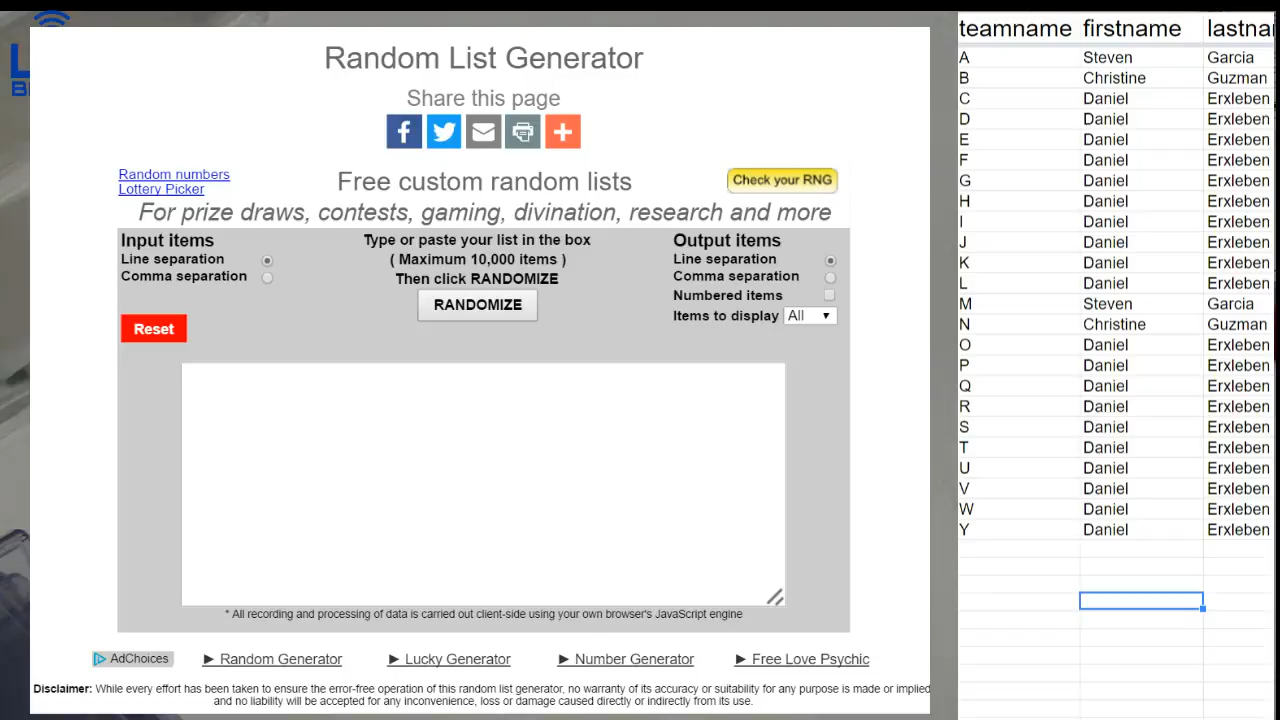 Random List Generator
Share this page
Random numbers
Lottery Picker
Free custom random lists
Check your RNG
For prize draws, contests, gaming, divination, research and more
Input items
Line separation
Comma separation
Reset
Type or paste your list in the box
( Maximum 10,000 items )
Then click RANDOMIZE
RANDOMIZE
Output items
Line separation
Comma separation
Numbered items
Items to display All
* All recording and processing of data is carried out client-side using your own browser's JavaScript engine
AdChoices
► Random Generator
► Lucky Generator
► Number Generator
► Free Love Psychic
Disclaimer: While every effort has been taken to ensure the error-free operation of this random list generator, no warranty of its accuracy or suitability for any purpose is made or implied
and no liability will be accepted for any inconvenience, loss or damage caused directly or indirectly from its use.
teamname firstname lastna
A Steven Garcia
B Christine Guzman
C Daniel Erxleben
D Daniel Erxleben
E Daniel Erxleben
F Daniel Erxleben
G Daniel Erxleben
H Daniel Erxleben
I Daniel Erxleben
J Daniel Erxleben
K Daniel Erxleben
L Daniel Erxleben
M Steven Garcia
N Christine Guzman
O Daniel Erxleben
P Daniel Erxleben
Q Daniel Erxleben
R Daniel Erxleben
S Daniel Erxleben
T Daniel Erxleben
U Daniel Erxleben
V Daniel Erxleben
W Daniel Erxleben
Y Daniel Erxleben